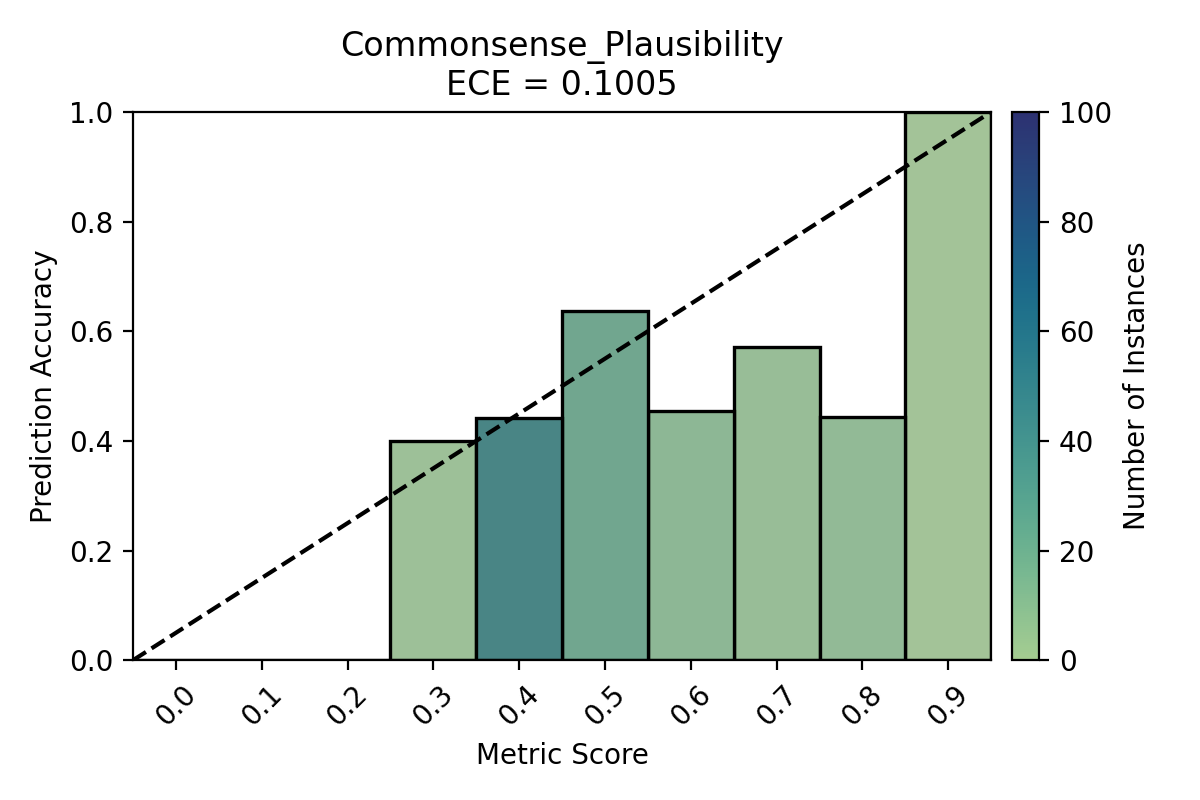 Commonsense_Plausibility
ECE = 0.1005
1.0
0.8
0.6
0.4
0.2
0.0
Prediction Accuracy
0.0 0.1 0.2 0.3 0.4 0.5 0.6 0.7 0.8 0.9
Metric Score
100
80
60
40
20
0
Number of Instances